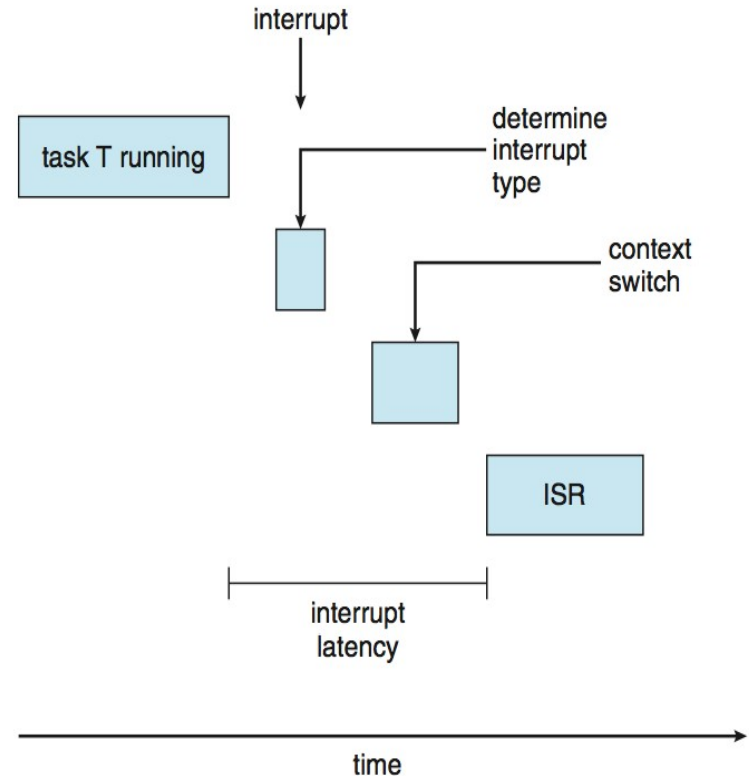 interrupt
task T running
determine
interrupt
type
context
switch
ISR
interrupt
latency
time